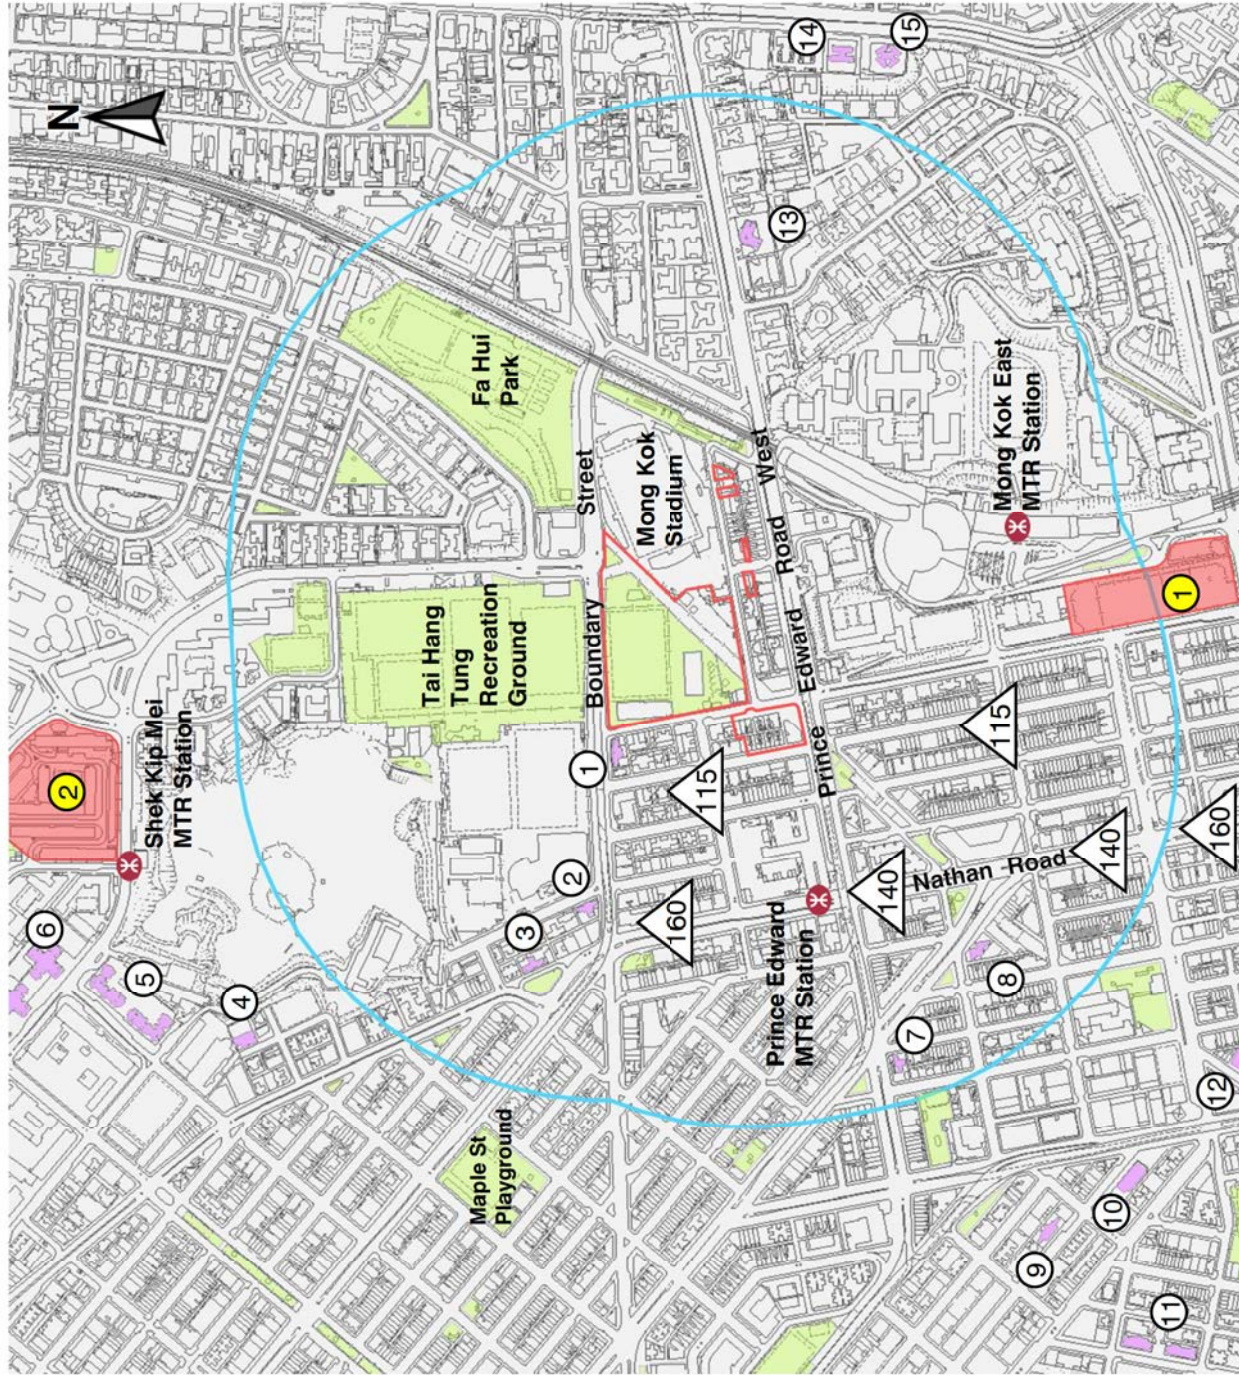 N
14
15
13
Fa Hui
Park
Street
Mong Kok
Stadium
West
Road
Edward
Prince
Mong Kok East
MTR Station
1
Tai Hang
Tung
Recreation
Ground
Boundary
2
Shek Kip Mei
MTR Station
1
115
115
2
3
160
140
Nathan Road
140
160
Prince Edward
MTR Station
6
5
4
8
7
12
Maple St
Playground
10
9
11